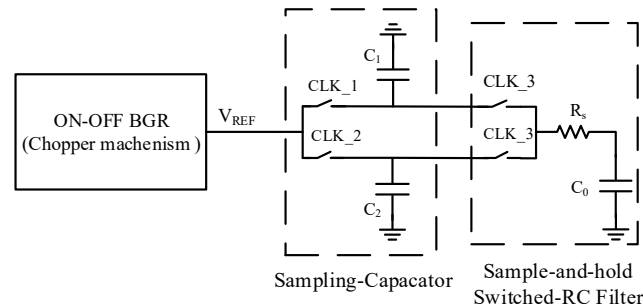 C1
CLK_1
CLK_3
ON-OFF BGR
(Chopper machenism )
VREF
CLK_2
CLK_3
Rs
C2
C0
Sampling-Capacator
Sample-and-hold
Switched-RC Filter